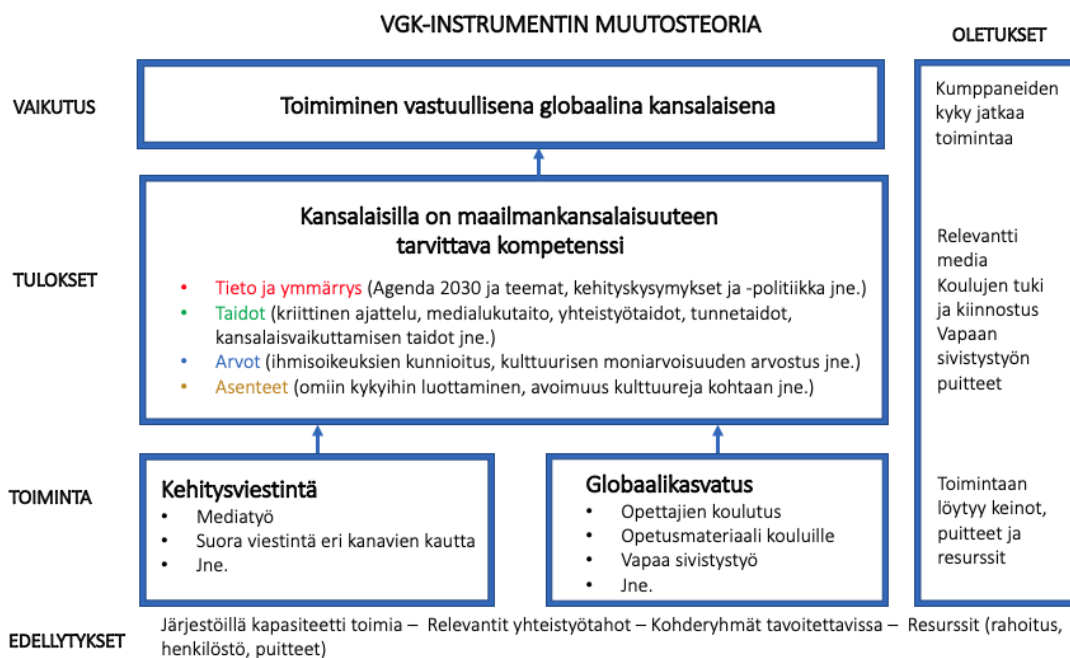 VGK-INSTRUMENTIN MUUTOSTEORIA
OLETUKSET
VAIKUTUS
Toimiminen vastuullisena globaalina kansalaisena
Kumppaneiden
kyky jatkaa
toimintaa
TULOKSET
Kansalaisilla on maailmankansalaisuuteen
tarvittava kompetenssi
• Tieto ja ymmärrys (Agenda 2030 ja teemat, kehityskysymykset ja -politiikka jne.)
• Taidot (kriittinen ajattelu, medialukutaito, yhteistyötaidot, tunnetaidot,
kansalaisvaikuttamisen taidot jne.)
• Arvot (ihmisoikeuksien kunnioitus, kulttuurisen moniarvoisuuden arvostus jne.)
• Asenteet (omiin kykyihin luottaminen, avoimuus kulttuureja kohtaan jne.)
Relevantti
media
Koulujen tuki
ja kiinnostus
Vapaan
sivistystyön
puitteet
TOIMINTA
Kehitysviestintä
• Mediatyö
• Suora viestintä eri kanavien kautta
• Jne.
Globaalikasvatus
• Opettajien koulutus
• Opetusmateriaali kouluille
• Vapaa sivistystyö
• Jne.
Toimintaan
löytyy keinot,
puitteet ja
resurssit
EDELLYTYKSET
Järjestöillä kapasiteetti toimia – Relevantit yhteistyötahot – Kohderyhmät tavoitettavissa – Resurssit (rahoitus,
henkilöstö, puitteet)